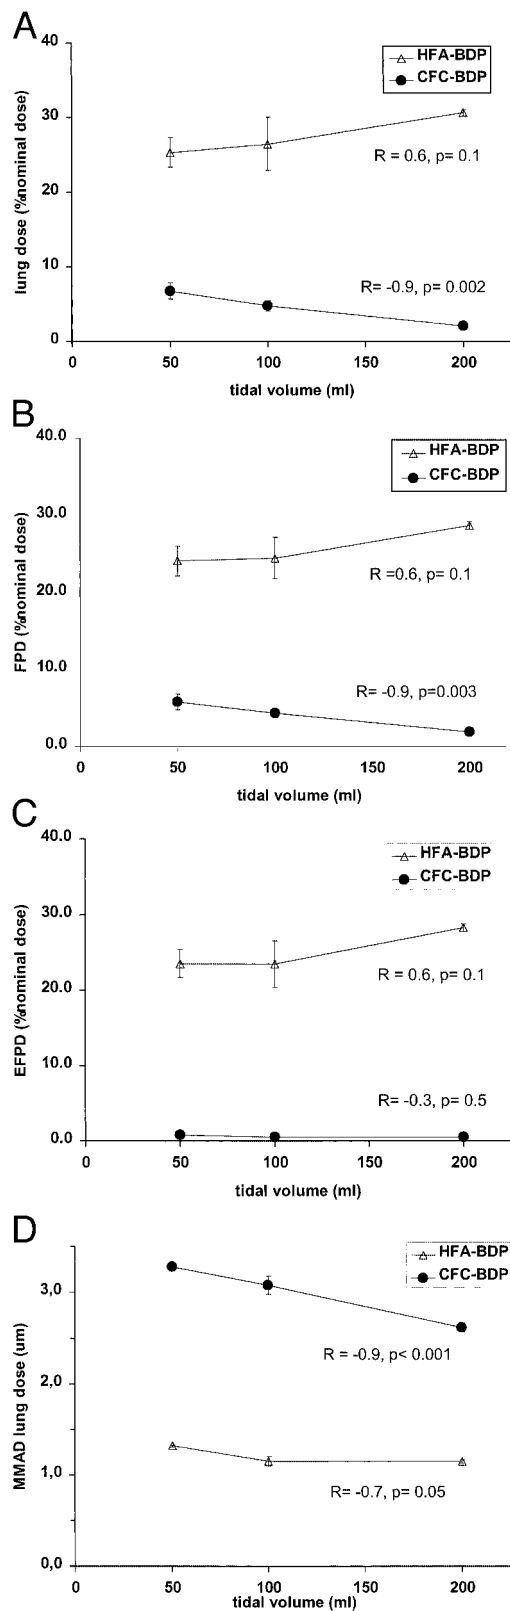 A
40
HFA-BDP
CFC-BDP
30
R = 0.6, p= 0.1
20
lung dose (%nominal dose)
10
R= -0.9, p= 0.002
0
0 50 100 150 200
tidal volume (ml)
B
40.0
HFA-BDP
CFC-BDP
30.0
R =0.6, p= 0.1
20.0
FPD (%nominal dose)
10.0
R= -0.9, p=0.003
0.0
0 50 100 150 200
tidal volume (ml)
C
40.0
HFA-BDP
CFC-BDP
30.0
R = 0.6, p= 0.1
20.0
EFPD (%nominal dose)
10.0
R= -0.3, p= 0.5
0.0
0 50 100 150 200
tidal volume (ml)
D
HFA-BDP
CFC-BDP
3,0
R = -0.9, p< 0.001
2,0
MMAD lung dose (um)
1,0
R= -0.7, p= 0.05
0,0
0 50 100 150 200
tidal volume (ml)